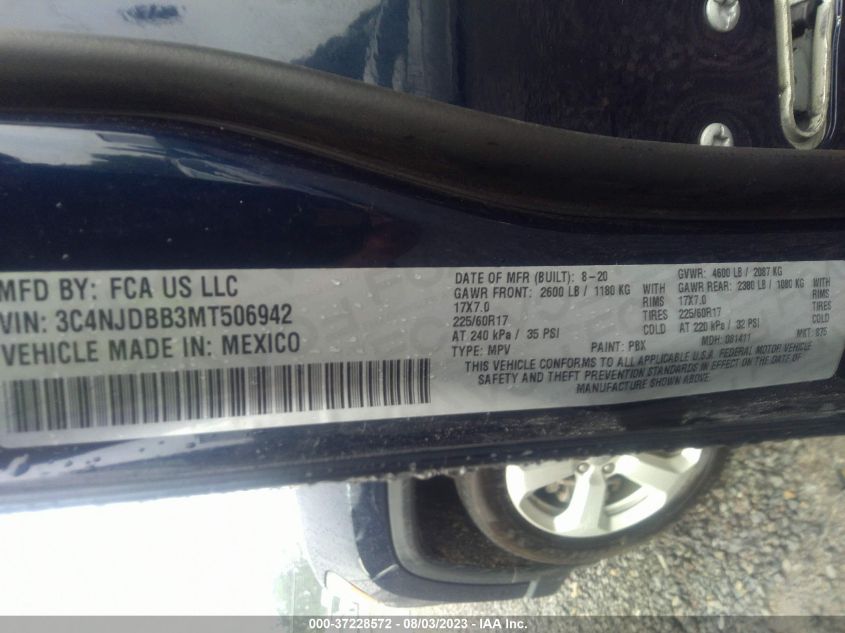 MFD BY: FCA US LLC
VIN: 3C4NJDBB3MT506942
VEHICLE MADE IN: MEXICO
DATE OF MFR (BUILT): 8-20
GAWR FRONT: 2600 LB / 1180 KG WITH
17X7.0 RIMS
225/60R17 TIRES
AT 240 kPa / 35 PSI COLD
TYPE: MPV PAINT: PBX
GVWR: 4600 LB / 2087 KG
GAWR REAR: 2380 LB / 1080 KG WITH
17X7.0 RIMS
225/60R17 TIRES
AT 220 kPa / 32 PSI COLD
MDH: 081411 MKT: 875
THIS VEHICLE CONFORMS TO ALL APPLICABLE U.S.A. FEDERAL MOTOR VEHICLE
SAFETY AND THEFT PREVENTION STANDARDS IN EFFECT ON THE DATE OF
MANUFACTURE SHOWN ABOVE.
000-37228572 - 08/03/2023 - IAA Inc.